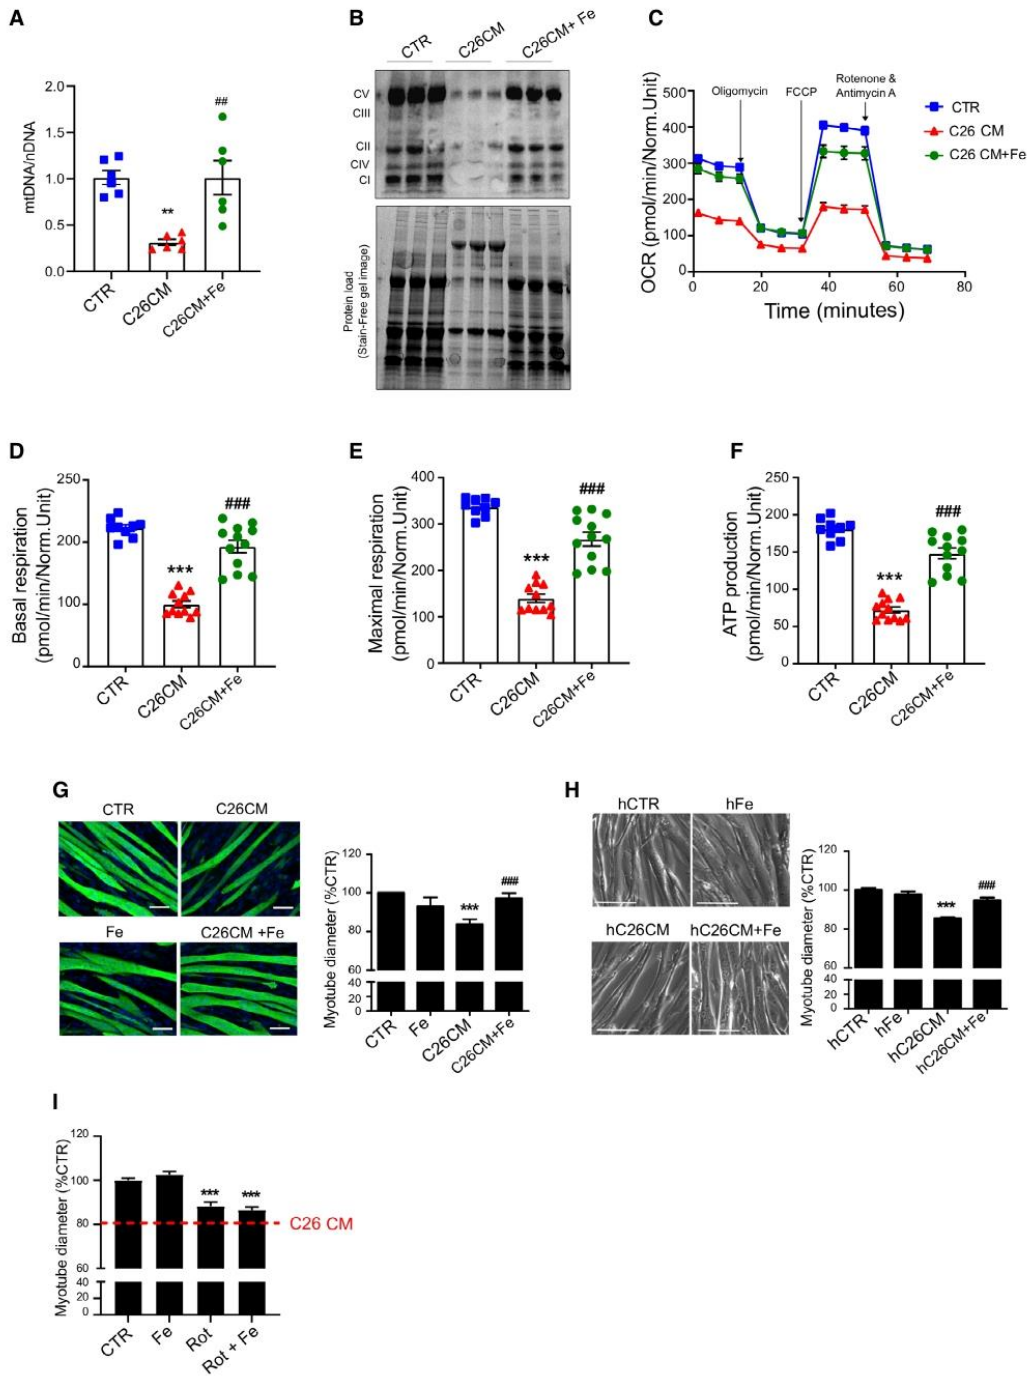 A
mtDNA/nDNA
2.0
1.5
1.0
0.5
0.0
**
##
CTR
C26CM
C26CM+Fe
B
CTR
C26CM
C26CM+ Fe
CV
CIII
CII
CIV
CI
Protein load
(Stain-Free gel image)
C
OCR (pmol/min/Norm.Unit)
500
400
300
200
100
0
Oligomycin
FCCP
Rotenone &
Antimycin A
0
20
40
60
80
Time (minutes)
CTR
C26 CM
C26 CM+Fe
D
Basal respiration
(pmol/min/Norm.Unit)
250
200
100
0
***
###
CTR
C26CM
C26CM+Fe
E
Maximal respiration
(pmol/min/Norm.Unit)
400
300
200
100
0
***
###
CTR
C26CM
C26CM+Fe
F
ATP production
(pmol/min/Norm.Unit)
250
200
150
100
50
0
***
###
CTR
C26CM
C26CM+Fe
G
CTR
C26CM
Fe
C26CM +Fe
Myotube diameter (%CTR)
120
100
80
60
40
20
0
***
###
CTR
Fe
C26CM
C26CM+Fe
H
hCTR
hFe
hC26CM
hC26CM+Fe
Myotube diameter (%CTR)
120
100
80
60
40
20
0
***
###
hCTR
hFe
hC26CM
hC26CM+Fe
I
Myotube diameter (%CTR)
120
100
80
60
40
20
0
***
***
C26 CM
CTR
Fe
Rot
Rot + Fe